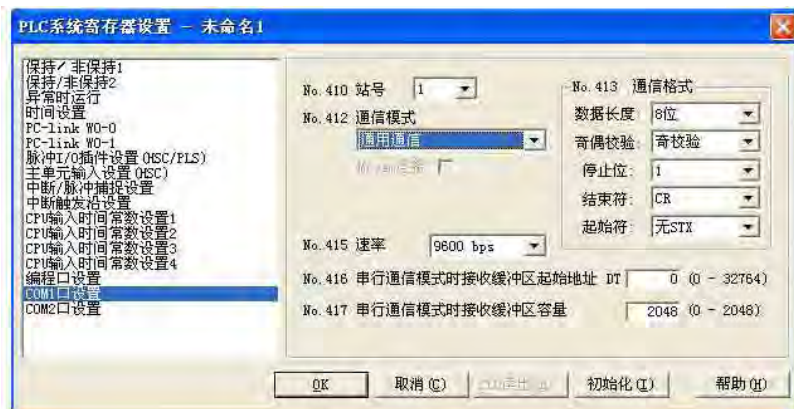 PLC系统寄存器设置 - 未命名1
保持/非保持1
保持/非保持2
异常时运行
时间设置
PC-link W0-0
PC-link W0-1
脉冲I/O插件设置(HSC/PLS)
主单元输入设置(HSC)
中断/脉冲捕捉设置
中断触发沿设置
CPU输入时间常数设置1
CPU输入时间常数设置2
CPU输入时间常数设置3
CPU输入时间常数设置4
编程口设置
COM1口设置
COM2口设置
No.410 站号 1
No.412 通信模式
通用通信
No.413 通信格式
数据长度 8位
奇偶校验: 奇校验
停止位: 1
结束符: CR
起始符: 无STX
No.415 速率 9600 bps
No.416 串行通信模式时接收缓冲区起始地址 DT 0 (0 - 32764)
No.417 串行通信模式时接收缓冲区容量 2048 (0 - 2048)
OK 取消(C) 初始化(I) 帮助(H)